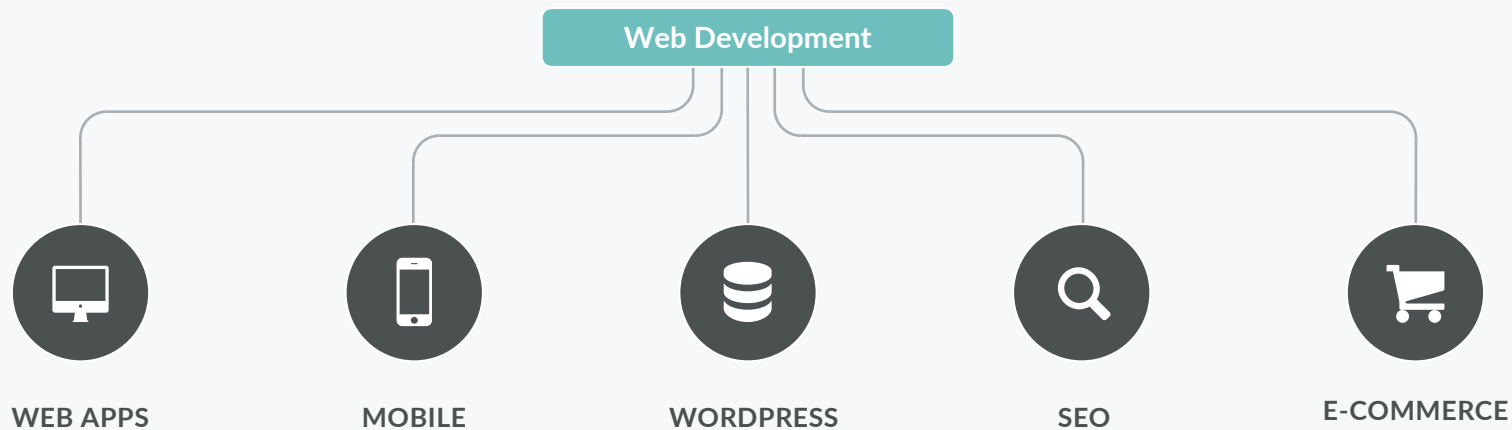 Web Development
WEB APPS
MOBILE
WORDPRESS
SEO
E-COMMERCE